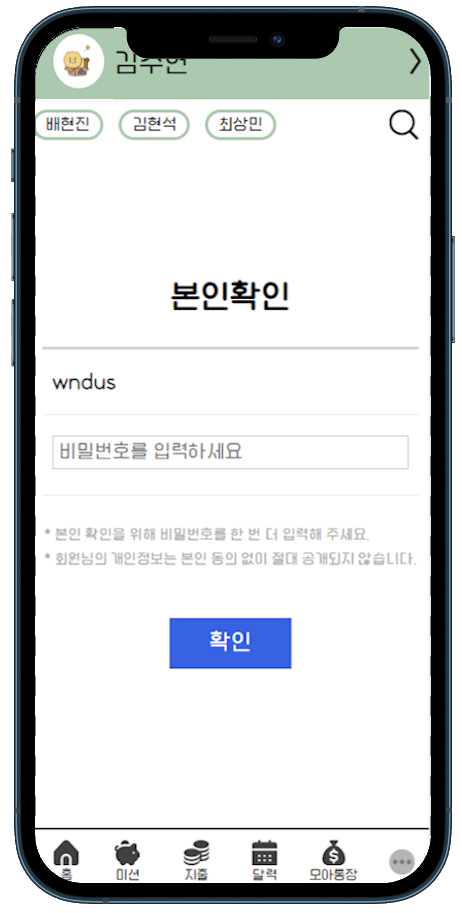 김주연
배현진 김현석 최상민
본인확인
wndus
비밀번호를 입력하세요
* 본인 확인을 위해 비밀번호를 한 번 더 입력해 주세요.
* 회원님의 개인정보는 본인 동의 없이 절대 공개되지 않습니다.
확인
홈 미션 지출 달력 모아통장